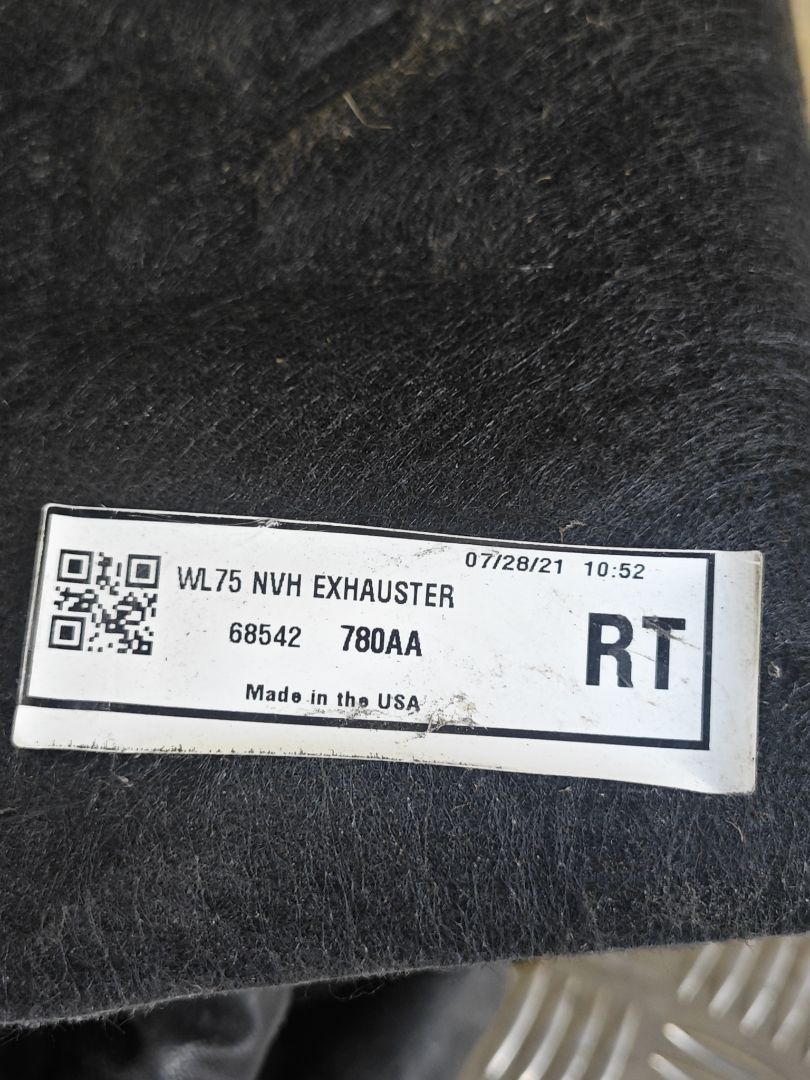 07/28/21 10:52
WL75 NVH EXHAUSTER
68542 780AA
RT
Made in the USA